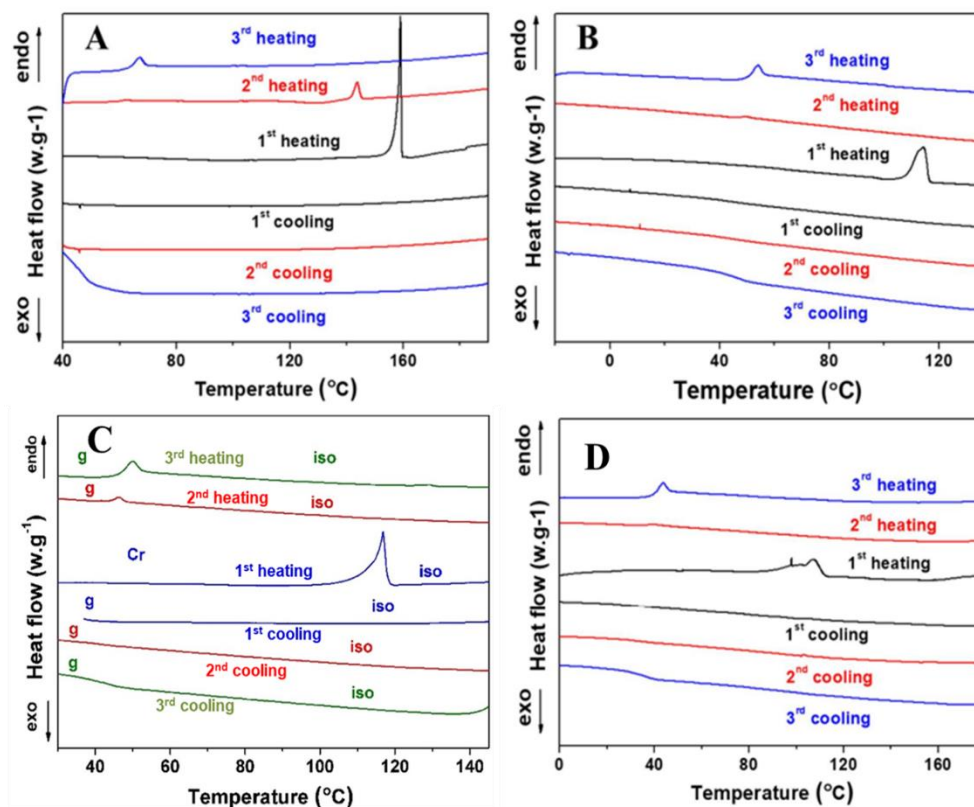 A
endo
Heat flow (w.g-1)
exo
3rd heating
2nd heating
1st heating
1st cooling
2nd cooling
3rd cooling
40 80 120 160
Temperature (°C)
B
endo
Heat flow (w.g-1)
exo
3rd heating
2nd heating
1st heating
1st cooling
2nd cooling
3rd cooling
0 40 80 120
Temperature (°C)
C
endo
Heat flow (w.g-1)
exo
g 3rd heating iso
g 2nd heating iso
Cr 1st heating iso
g 1st cooling iso
g 2nd cooling iso
g 3rd cooling iso
40 60 80 100 120 140
Temperature (°C)
D
endo
Heat flow (w.g-1)
exo
3rd heating
2nd heating
1st heating
1st cooling
2nd cooling
3rd cooling
0 40 80 120 160
Temperature (°C)